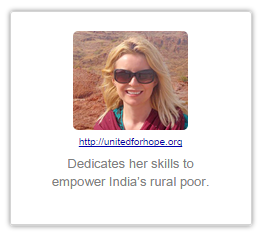 http://unitedforhope.org
Dedicates her skills to
empower India's rural poor.